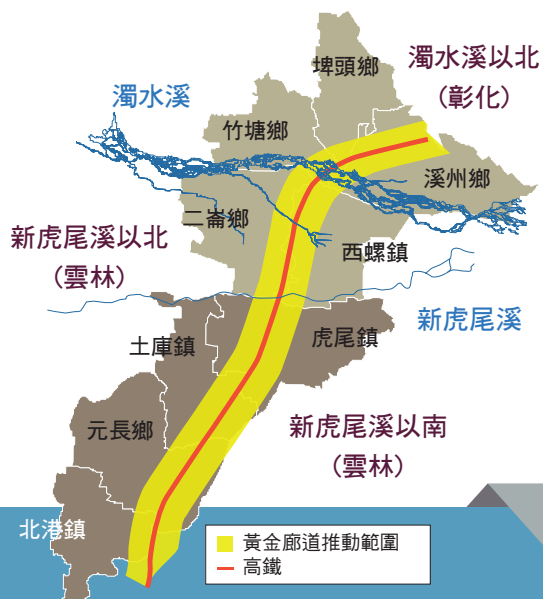 埤頭鄉
濁水溪以北
(彰化)
濁水溪
竹塘鄉
溪州鄉
二崙鄉
新虎尾溪以北
(雲林)
西螺鎮
新虎尾溪
虎尾鎮
土庫鎮
元長鄉
新虎尾溪以南
(雲林)
北港鎮
黃金廊道推動範圍
高鐵